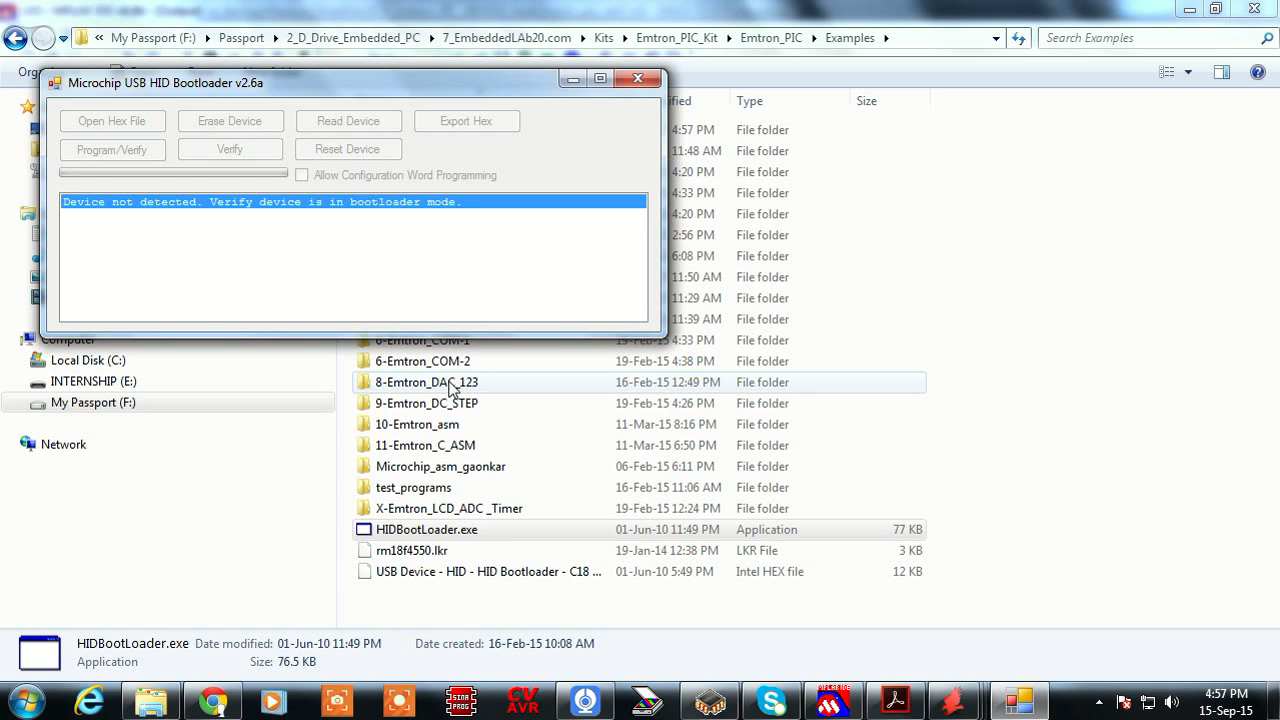 « My Passport (F:) ▸ Passport ▸ 2_D_Drive_Embedded_PC ▸ 7_EmbeddedLAb20.com ▸ Kits ▸ Emtron_PIC_Kit ▸ Emtron_PIC ▸ Examples ▸
Search Examples
Microchip USB HID Bootloader v2.6a
Open Hex File Erase Device Read Device Export Hex
Program/Verify Verify Reset Device
Allow Configuration Word Programming
Device not detected. Verify device is in bootloader mode.
Type Size
4:57 PM File folder
11:48 AM File folder
4:20 PM File folder
4:33 PM File folder
4:20 PM File folder
2:56 PM File folder
6:08 PM File folder
11:50 AM File folder
11:29 AM File folder
11:39 AM File folder
4:33 PM File folder
Computer
Local Disk (C:)
INTERNSHIP (E:)
My Passport (F:)
Network
6-Emtron_COM-2 19-Feb-15 4:38 PM File folder
8-Emtron_DAC_123 16-Feb-15 12:49 PM File folder
9-Emtron_DC_STEP 19-Feb-15 4:26 PM File folder
10-Emtron_asm 11-Mar-15 8:16 PM File folder
11-Emtron_C_ASM 11-Mar-15 6:50 PM File folder
Microchip_asm_gaonkar 06-Feb-15 6:11 PM File folder
test_programs 16-Feb-15 11:06 AM File folder
X-Emtron_LCD_ADC _Timer 19-Feb-15 12:24 PM File folder
HIDBootLoader.exe 01-Jun-10 11:49 PM Application 77 KB
rm18f4550.lkr 19-Jan-14 12:38 PM LKR File 3 KB
USB Device - HID - HID Bootloader - C18 ... 01-Jun-10 5:49 PM Intel HEX file 12 KB
HIDBootLoader.exe Date modified: 01-Jun-10 11:49 PM Date created: 16-Feb-15 10:08 AM
Application Size: 76.5 KB
SINA PROG
CV AVR
4:57 PM
15-Sep-15